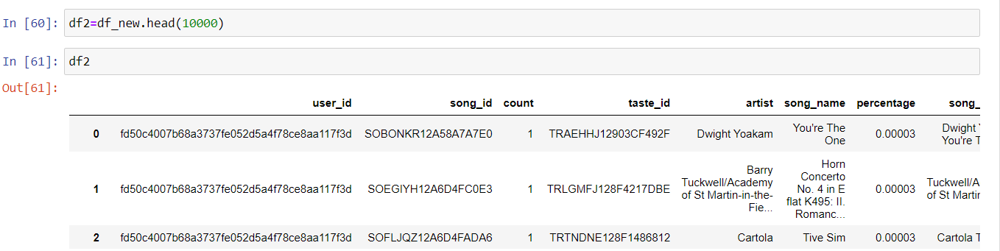 In [60]: df2=df_new.head(10000)
In [61]: df2
Out[61]:
user_id song_id count taste_id artist song_name percentage song_
0 fd50c4007b68a3737fe052d5a4f78ce8aa117f3d SOBONKR12A58A7A7E0 1 TRAEHHJ12903CF492F Dwight Yoakam You're The One 0.00003 Dwight Y You're T
1 fd50c4007b68a3737fe052d5a4f78ce8aa117f3d SOEGIYH12A6D4FC0E3 1 TRLGMFJ128F4217DBE Barry Tuckwell/Academy of St Martin-in-the-Fie... Horn Concerto No. 4 in E flat K495: II. Romanc... 0.00003 Tuckwell/A of St Martin
2 fd50c4007b68a3737fe052d5a4f78ce8aa117f3d SOFLJQZ12A6D4FADA6 1 TRTNDNE128F1486812 Cartola Tive Sim 0.00003 Cartola T